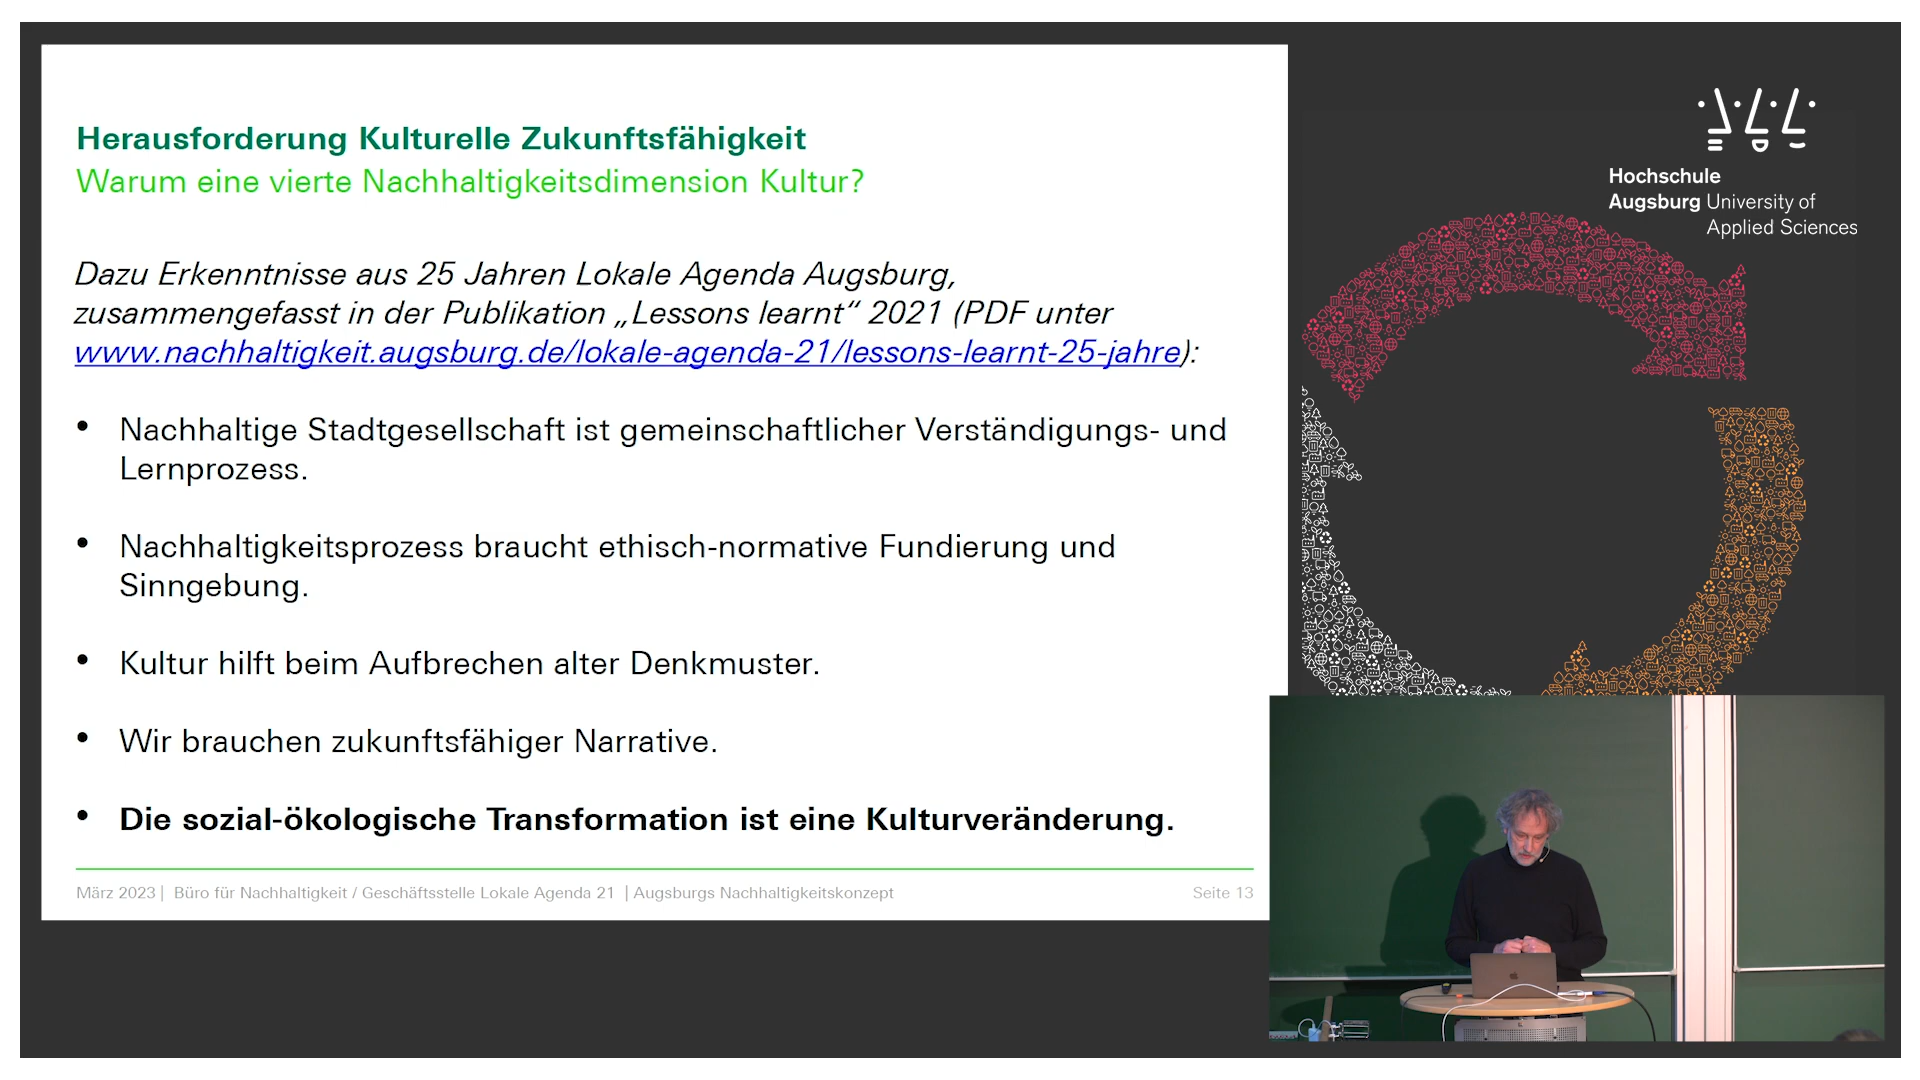 Herausforderung Kulturelle Zukunftsfähigkeit
Warum eine vierte Nachhaltigkeitsdimension Kultur?
Dazu Erkenntnisse aus 25 Jahren Lokale Agenda Augsburg,
zusammengefasst in der Publikation „Lessons learnt“ 2021 (PDF unter
www.nachhaltigkeit.augsburg.de/lokale-agenda-21/lessons-learnt-25-jahre):
• Nachhaltige Stadtgesellschaft ist gemeinschaftlicher Verständigungs- und
Lernprozess.
• Nachhaltigkeitsprozess braucht ethisch-normative Fundierung und
Sinngebung.
• Kultur hilft beim Aufbrechen alter Denkmuster.
• Wir brauchen zukunftsfähiger Narrative.
• Die sozial-ökologische Transformation ist eine Kulturveränderung.
März 2023 | Büro für Nachhaltigkeit / Geschäftsstelle Lokale Agenda 21 | Augsburgs Nachhaltigkeitskonzept
Seite 13
Hochschule
Augsburg University of
Applied Sciences